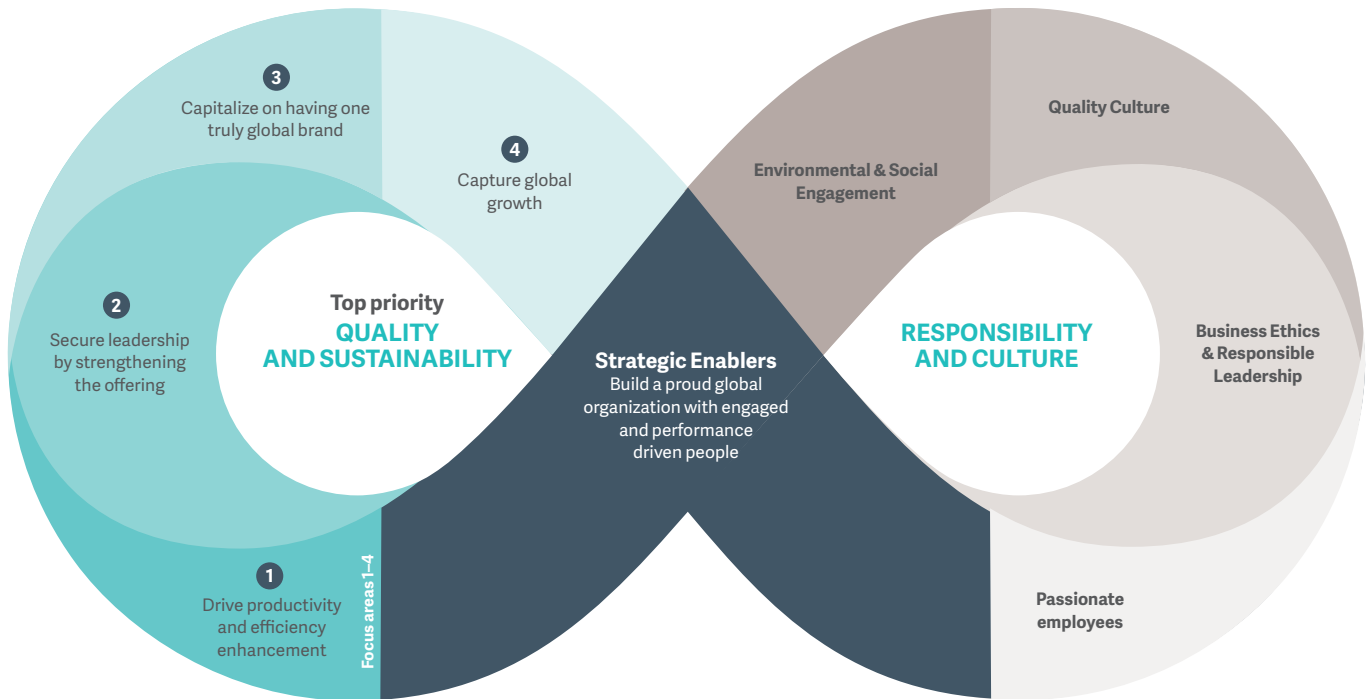 3
Capitalize on having one
truly global brand
4
Capture global
growth
2
Secure leadership
by strengthening
the offering
1
Drive productivity
and efficiency
enhancement
Focus areas 1–4
Top priority
QUALITY
AND SUSTAINABILITY
Strategic Enablers
Build a proud global
organization with engaged
and performance
driven people
Environmental & Social
Engagement
Quality Culture
RESPONSIBILITY
AND CULTURE
Business Ethics
& Responsible
Leadership
Passionate
employees